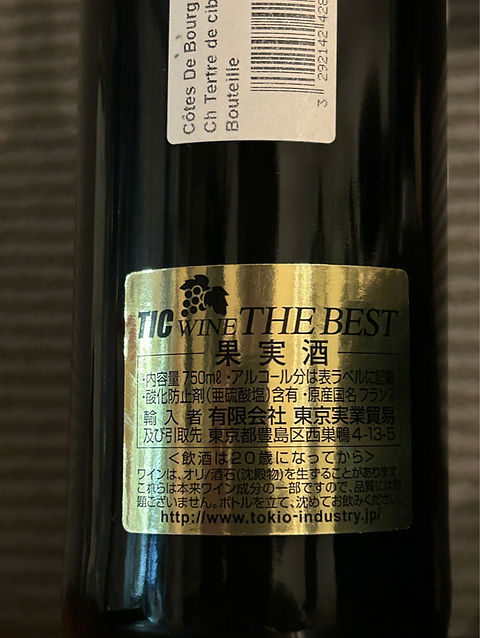 Côtes De Bourg
Ch Tertre de cib
Bouteille
3 292142 428
TIC WINE THE BEST
果実酒
・内容量 750mℓ ・アルコール分は表ラベルに記載
・酸化防止剤(亜硫酸塩)含有 ・原産国名 フランス
輸入者 有限会社 東京実業貿易
及び引取先 東京都豊島区西巣鴨4-13-5
<飲酒は20歳になってから>
ワインは、オリ/酒石(沈殿物)を生ずることがあります
これらは本来ワイン成分の一部ですので、品質には問
題ございません。ボトルを立て、沈めてお飲みください
http://www.tokio-industry.jp/